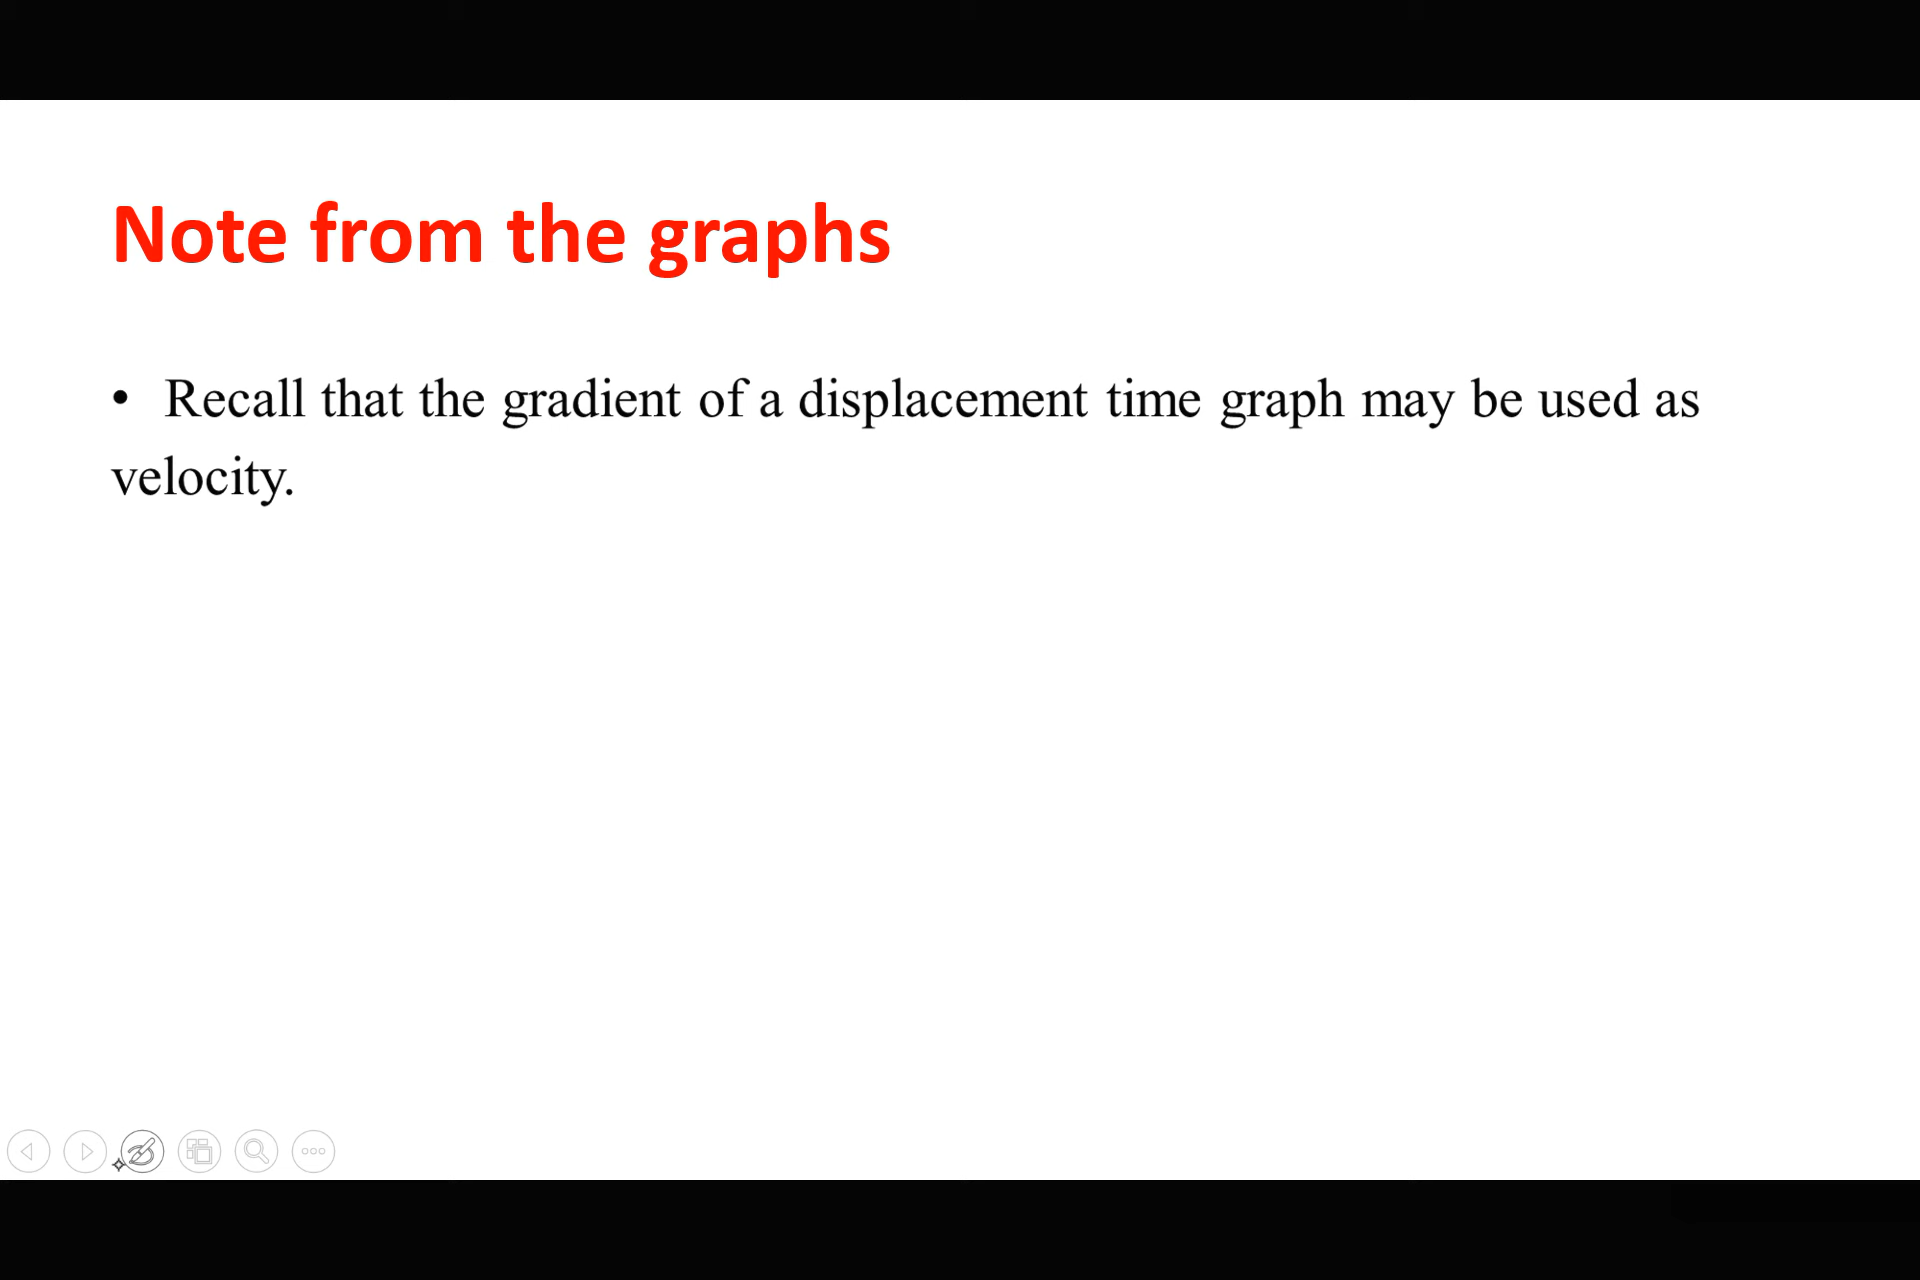 Note from the graphs
• Recall that the gradient of a displacement time graph may be used as
velocity.